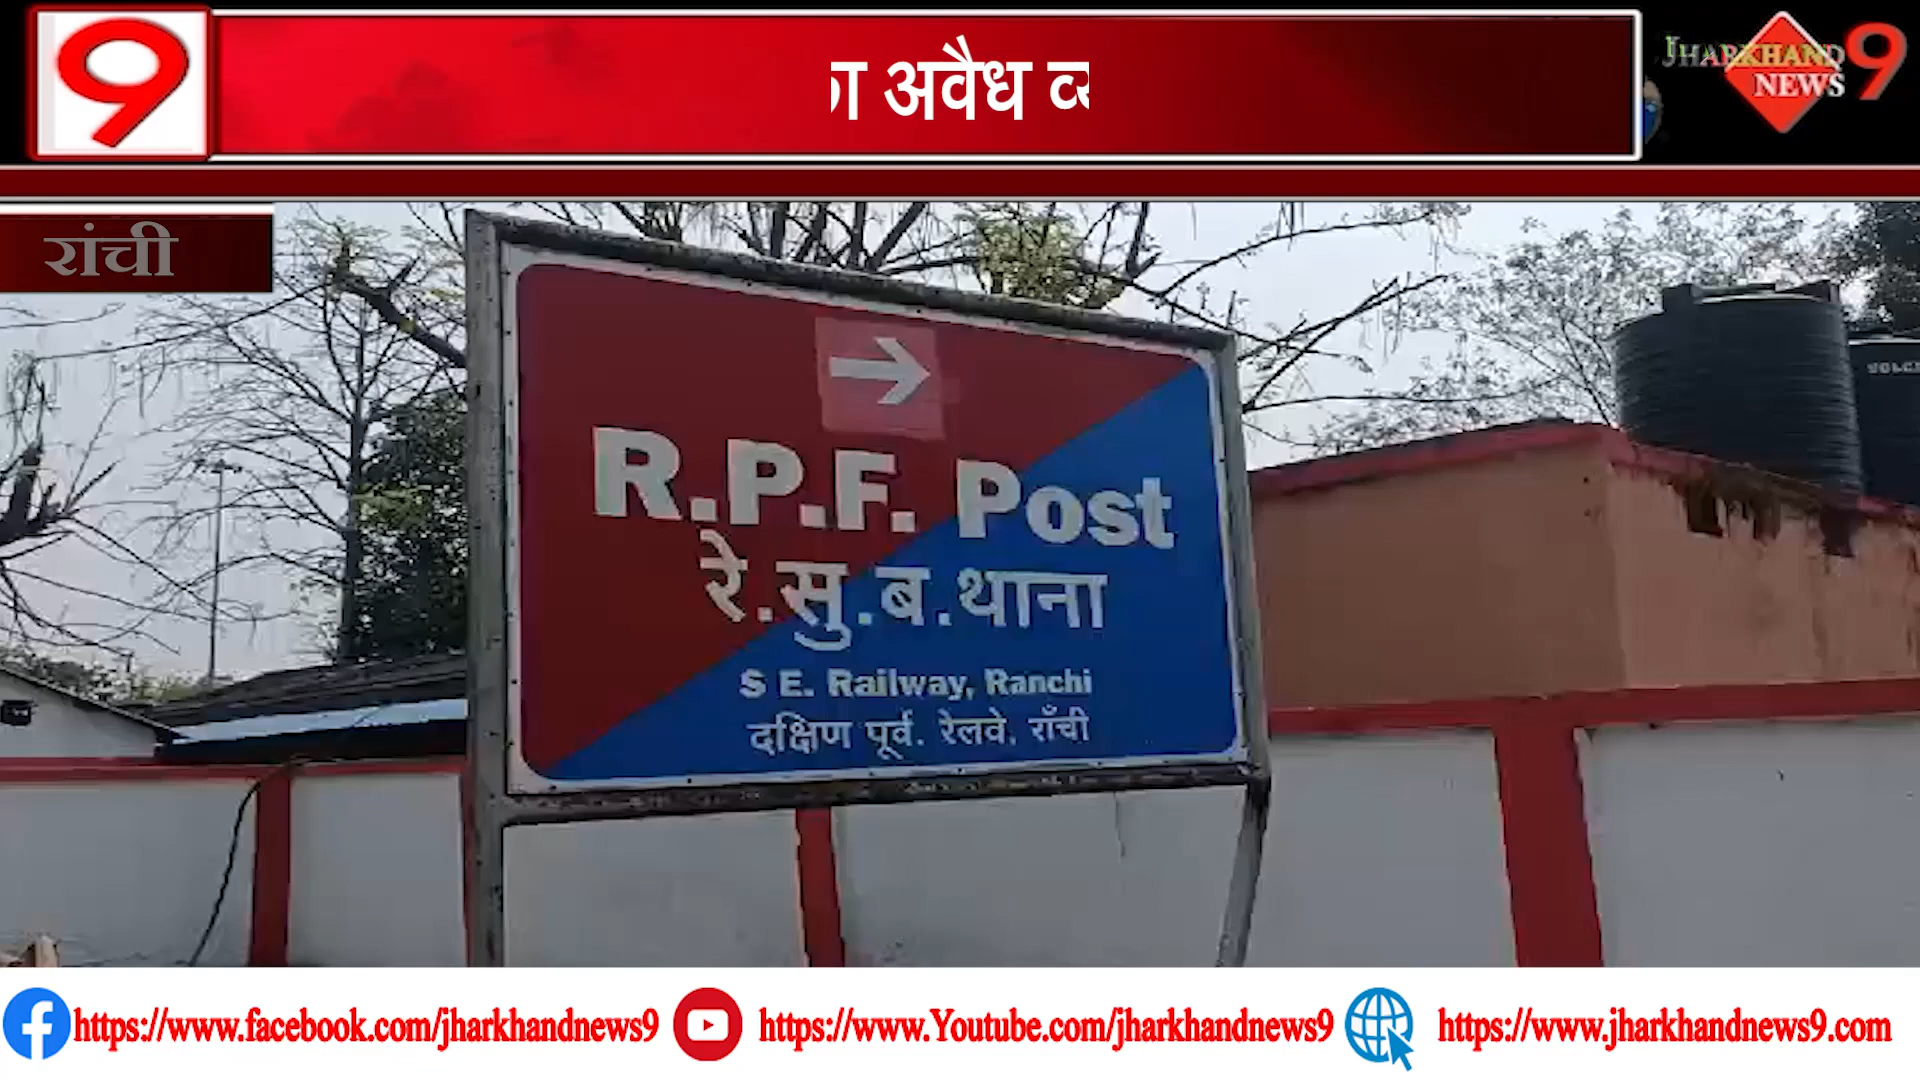 9
अवैध
JHARKHAND
NEWS 9
रांची
R.P.F. Post
रे.सु.ब.थाना
S E. Railway, Ranchi
दक्षिण पूर्व. रेलवे. राँची
https://www.facebook.com/jharkhandnews9
https://www.Youtube.com/jharkhandnews9
https://www.jharkhandnews9.com